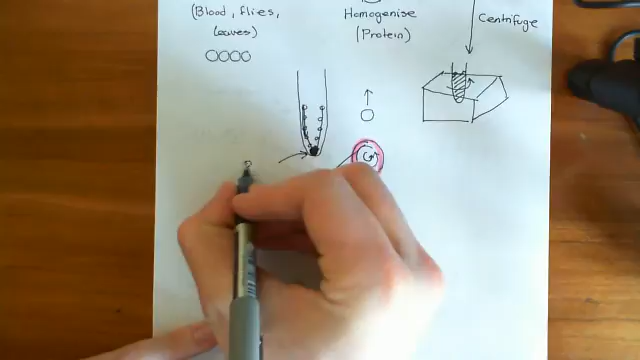 (Blood, flies,
leaves)
Homogenise
(Protein)
Centrifuge